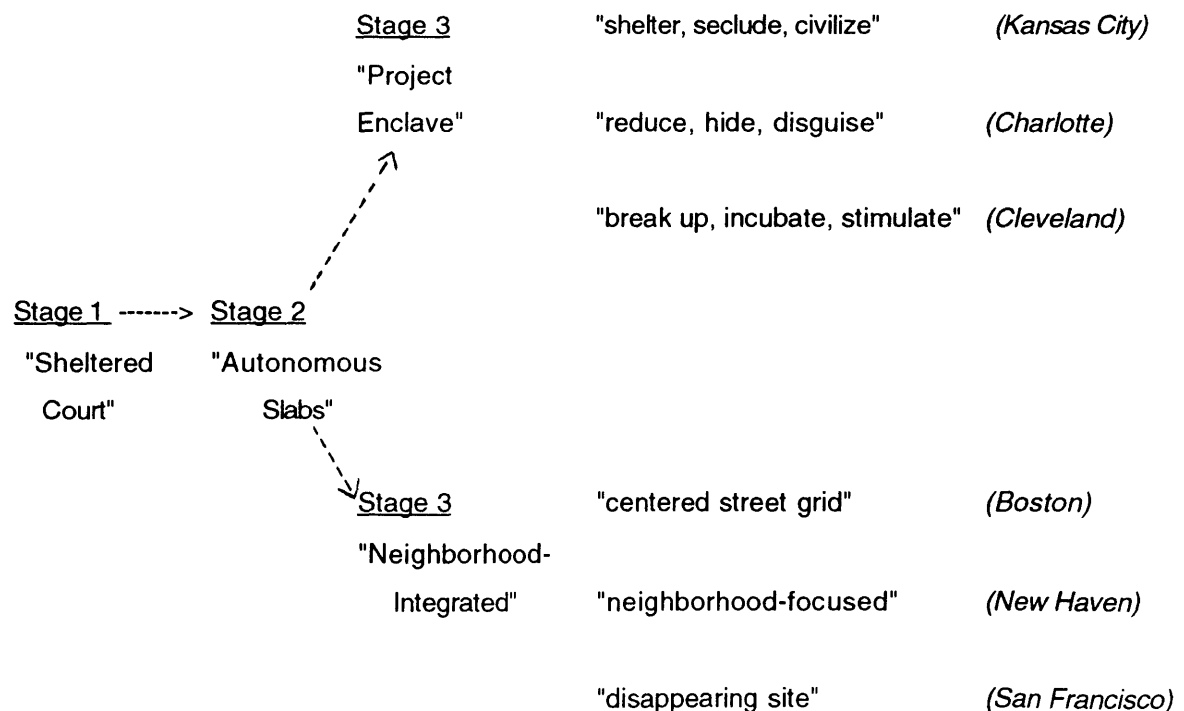 Stage 3 "shelter, seclude, civilize" (Kansas City)
"Project
Enclave" "reduce, hide, disguise" (Charlotte)
"break up, incubate, stimulate" (Cleveland)
Stage 1 -------> Stage 2
"Sheltered "Autonomous
Court" Slabs"
Stage 3 "centered street grid" (Boston)
"Neighborhood-
Integrated" "neighborhood-focused" (New Haven)
"disappearing site" (San Francisco)